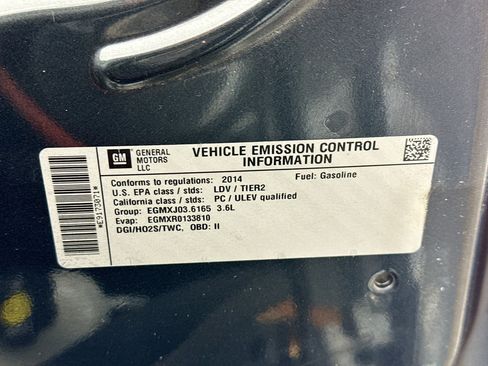 GM
GENERAL MOTORS LLC
VEHICLE EMISSION CONTROL INFORMATION
Conforms to regulations: 2014 Fuel: Gasoline
U.S. EPA class / stds: LDV / TIER2
California class / stds: PC / ULEV qualified
Group: EGMXJ03.6165 3.6L
Evap: EGMXR0133810
DGI/HO2S/TWC, OBD: II
*E9173071*